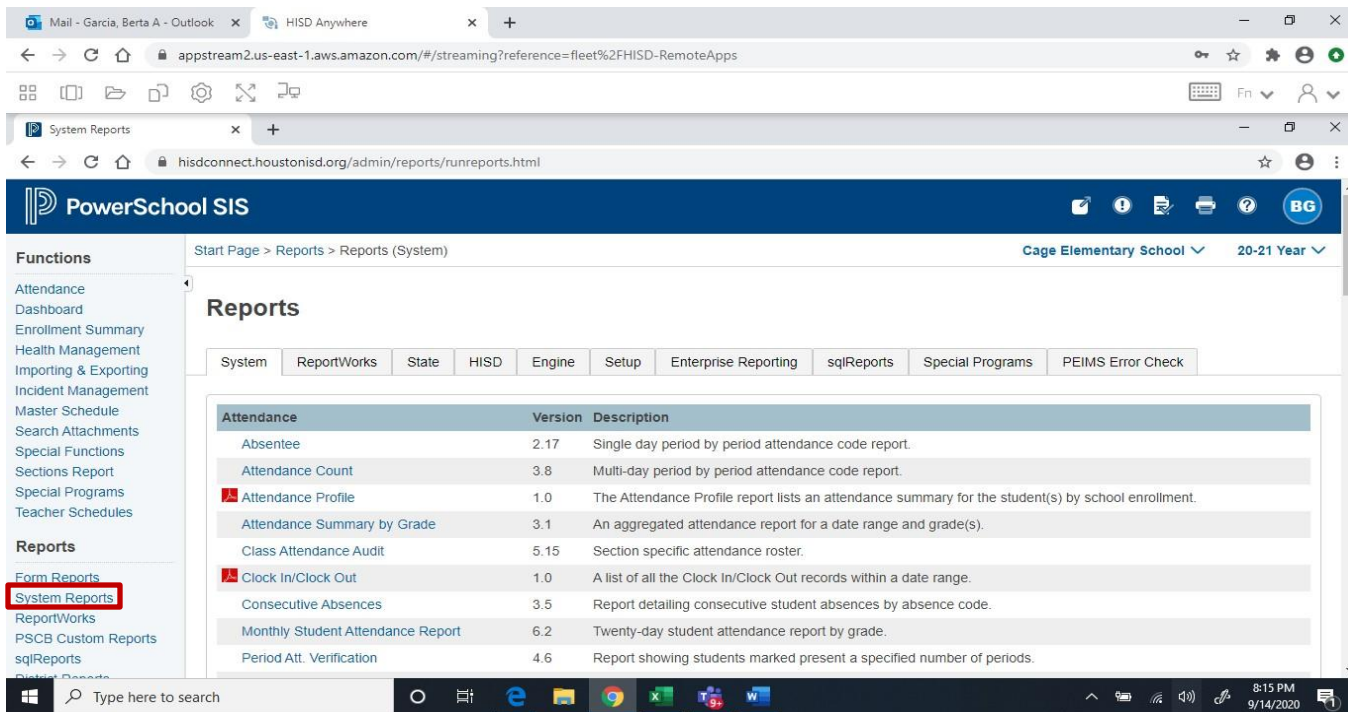 Mail - Garcia, Berta A - Outlook
HISD Anywhere
appstream2.us-east-1.aws.amazon.com/#/streaming?reference=fleet%2FHISD-RemoteApps
Fn
System Reports
hisdconnect.houstonisd.org/admin/reports/runreports.html
PowerSchool SIS
BG
Functions
Start Page > Reports > Reports (System)
Cage Elementary School
20-21 Year
Attendance
Dashboard
Enrollment Summary
Health Management
Importing & Exporting
Incident Management
Master Schedule
Search Attachments
Special Functions
Sections Report
Special Programs
Teacher Schedules
Reports
Form Reports
System Reports
ReportWorks
PSCB Custom Reports
sqlReports
District Reports
Reports
System ReportWorks State HISD Engine Setup Enterprise Reporting sqlReports Special Programs PEIMS Error Check
Attendance Version Description
Absentee 2.17 Single day period by period attendance code report.
Attendance Count 3.8 Multi-day period by period attendance code report.
Attendance Profile 1.0 The Attendance Profile report lists an attendance summary for the student(s) by school enrollment.
Attendance Summary by Grade 3.1 An aggregated attendance report for a date range and grade(s).
Class Attendance Audit 5.15 Section specific attendance roster.
Clock In/Clock Out 1.0 A list of all the Clock In/Clock Out records within a date range.
Consecutive Absences 3.5 Report detailing consecutive student absences by absence code.
Monthly Student Attendance Report 6.2 Twenty-day student attendance report by grade.
Period Att. Verification 4.6 Report showing students marked present a specified number of periods.
Type here to search
9+
8:15 PM
9/14/2020
1